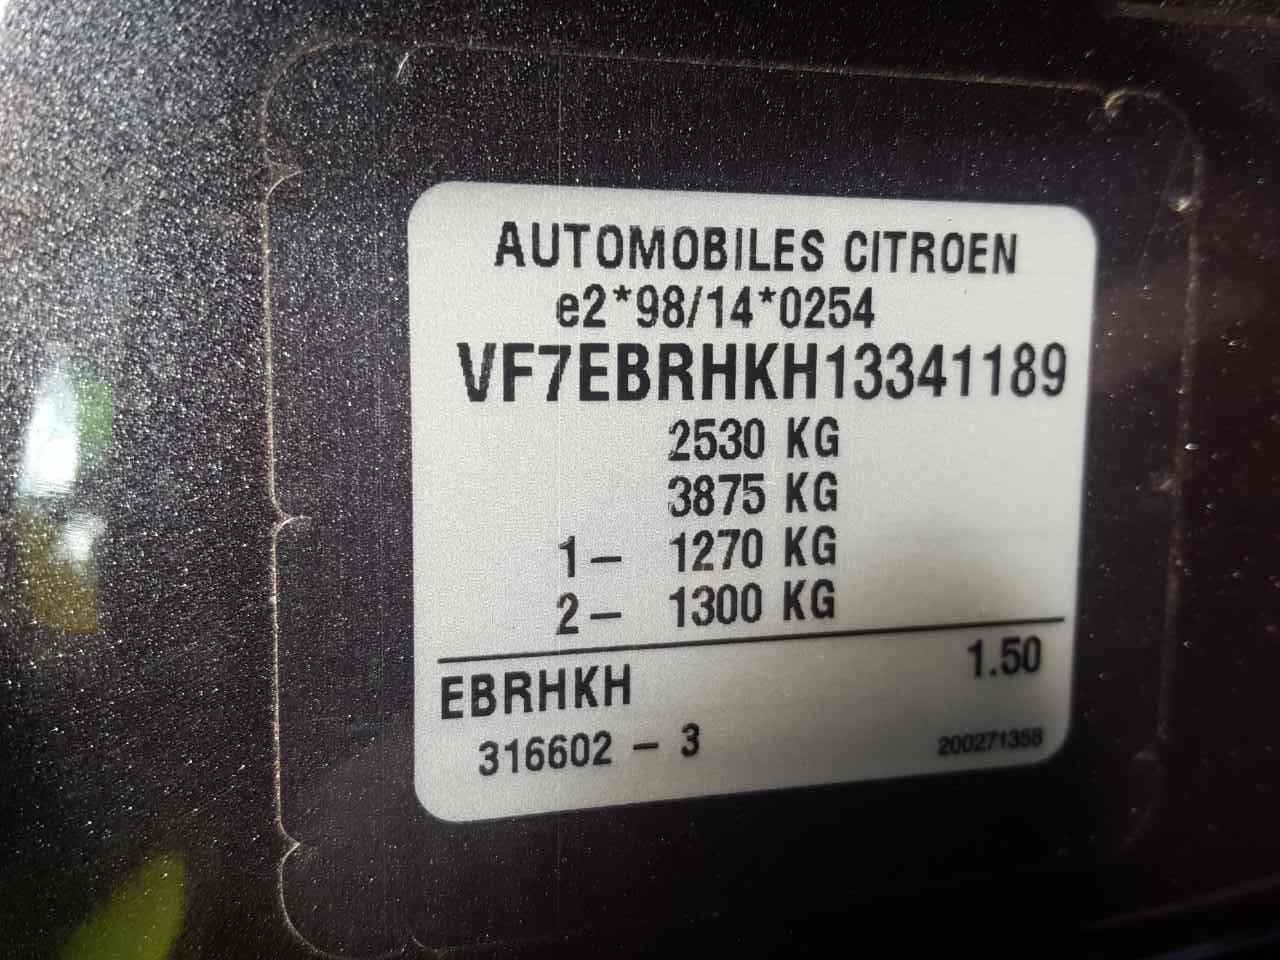 AUTOMOBILES CITROEN
e2*98/14*0254
VF7EBRHKH13341189
2530 KG
3875 KG
1- 1270 KG
2- 1300 KG
EBRHKH 1.50
316602 - 3 200271358